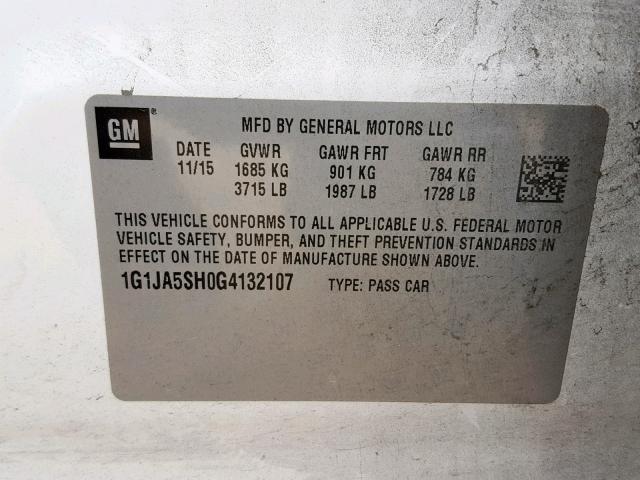 GM®
MFD BY GENERAL MOTORS LLC
DATE GVWR GAWR FRT GAWR RR
11/15 1685 KG 901 KG 784 KG
3715 LB 1987 LB 1728 LB
THIS VEHICLE CONFORMS TO ALL APPLICABLE U.S. FEDERAL MOTOR
VEHICLE SAFETY, BUMPER, AND THEFT PREVENTION STANDARDS IN
EFFECT ON THE DATE OF MANUFACTURE SHOWN ABOVE.
1G1JA5SH0G4132107 TYPE: PASS CAR